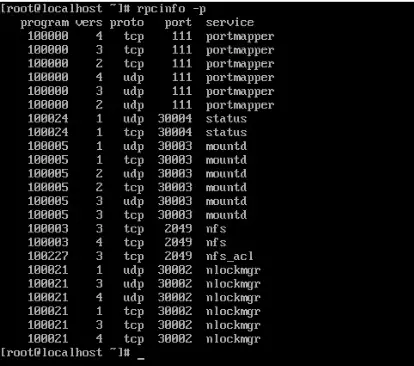 [root@localhost ~]# rpcinfo -p
program vers proto port service
100000 4 tcp 111 portmapper
100000 3 tcp 111 portmapper
100000 2 tcp 111 portmapper
100000 4 udp 111 portmapper
100000 3 udp 111 portmapper
100000 2 udp 111 portmapper
100024 1 udp 30004 status
100024 1 tcp 30004 status
100005 1 udp 30003 mountd
100005 1 tcp 30003 mountd
100005 2 udp 30003 mountd
100005 2 tcp 30003 mountd
100005 3 udp 30003 mountd
100005 3 tcp 30003 mountd
100003 3 tcp 2049 nfs
100003 4 tcp 2049 nfs
100227 3 tcp 2049 nfs_acl
100021 1 udp 30002 nlockmgr
100021 3 udp 30002 nlockmgr
100021 4 udp 30002 nlockmgr
100021 1 tcp 30002 nlockmgr
100021 3 tcp 30002 nlockmgr
100021 4 tcp 30002 nlockmgr
[root@localhost ~]# _